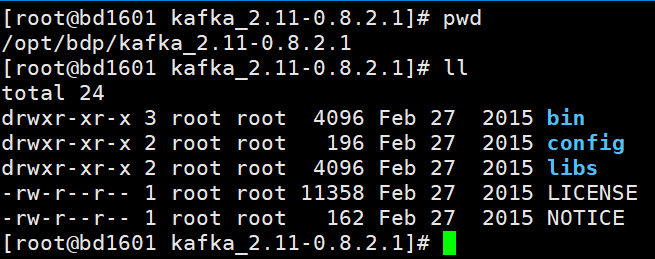 [root@bd1601 kafka_2.11-0.8.2.1]# pwd
/opt/bdp/kafka_2.11-0.8.2.1
[root@bd1601 kafka_2.11-0.8.2.1]# ll
total 24
drwxr-xr-x 3 root root  4096 Feb 27  2015 bin
drwxr-xr-x 2 root root   196 Feb 27  2015 config
drwxr-xr-x 2 root root  4096 Feb 27  2015 libs
-rw-r--r-- 1 root root 11358 Feb 27  2015 LICENSE
-rw-r--r-- 1 root root   162 Feb 27  2015 NOTICE
[root@bd1601 kafka_2.11-0.8.2.1]#